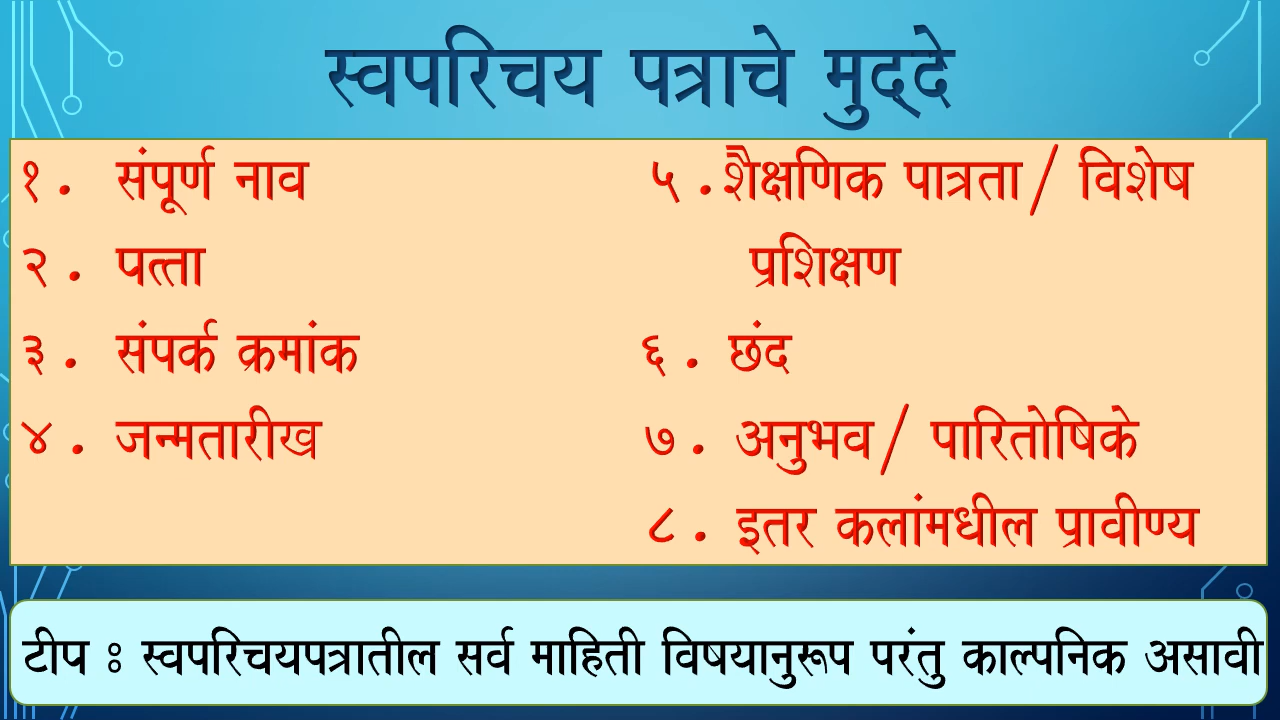 स्वपरिचय पत्राचे मुद्‌दे
१. संपूर्ण नाव
२. पत्ता
३. संपर्क क्रमांक
४. जन्मतारीख
५.शैक्षणिक पात्रता/ विशेष
प्रशिक्षण
६. छंद
७. अनुभव/ पारितोषिके
८. इतर कलांमधील प्रावीण्य
टीप ः स्वपरिचयपत्रातील सर्व माहिती विषयानुरूप परंतु काल्पनिक असावी